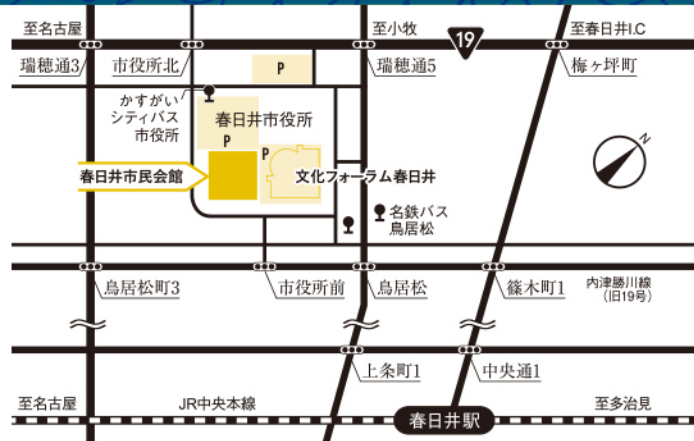 至名古屋
至小牧
19
至春日井I.C
瑞穂通3
市役所北
P
瑞穂通5
梅ヶ坪町
かすがい
シティバス
市役所
春日井市役所
P
P
N
春日井市民会館
文化フォーラム春日井
名鉄バス
鳥居松
鳥居松町3
市役所前
鳥居松
篠木町1
内津勝川線
(旧19号)
上条町1
中央通1
至名古屋
JR中央本線
春日井駅
至多治見